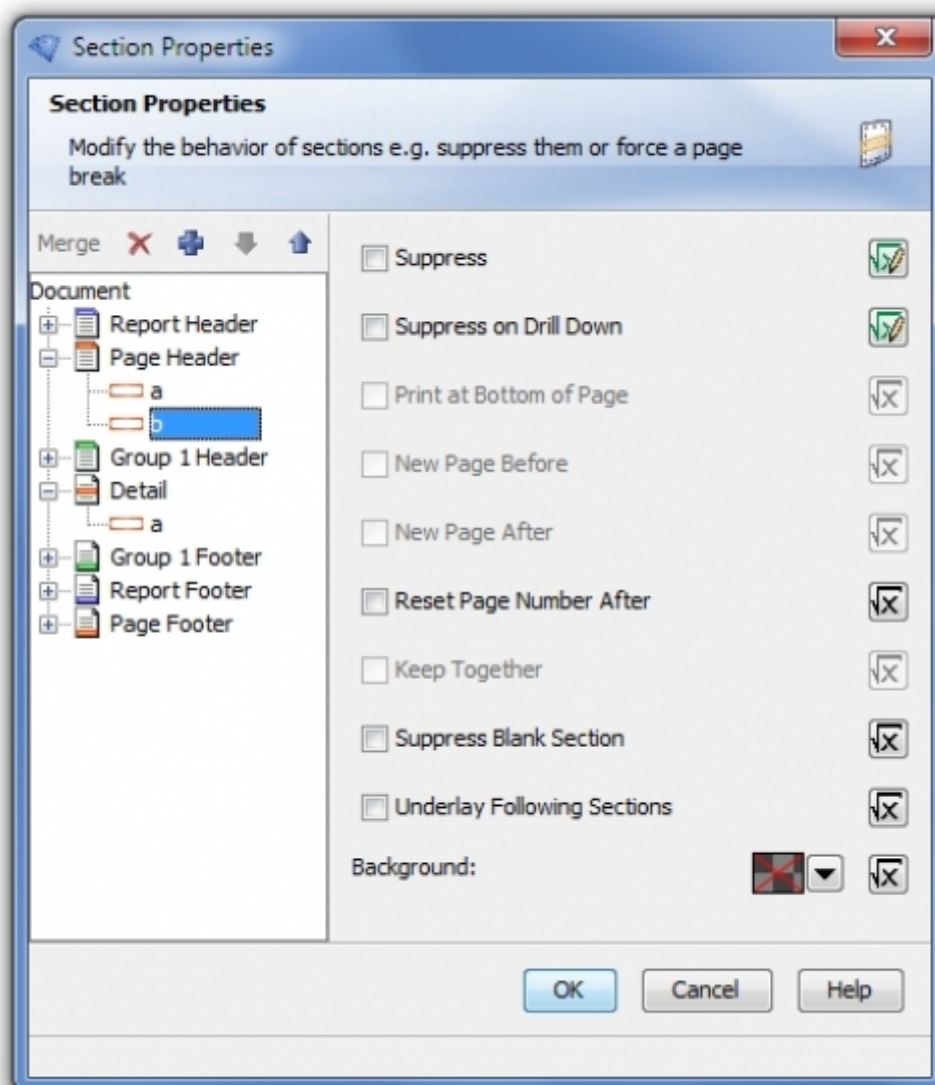 Section Properties
Section Properties
Modify the behavior of sections e.g. suppress them or force a page
break
Merge
Document
Report Header
Page Header
a
b
Group 1 Header
Detail
a
Group 1 Footer
Report Footer
Page Footer
Suppress
Suppress on Drill Down
Print at Bottom of Page
New Page Before
New Page After
Reset Page Number After
Keep Together
Suppress Blank Section
Underlay Following Sections
Background:
OK Cancel Help